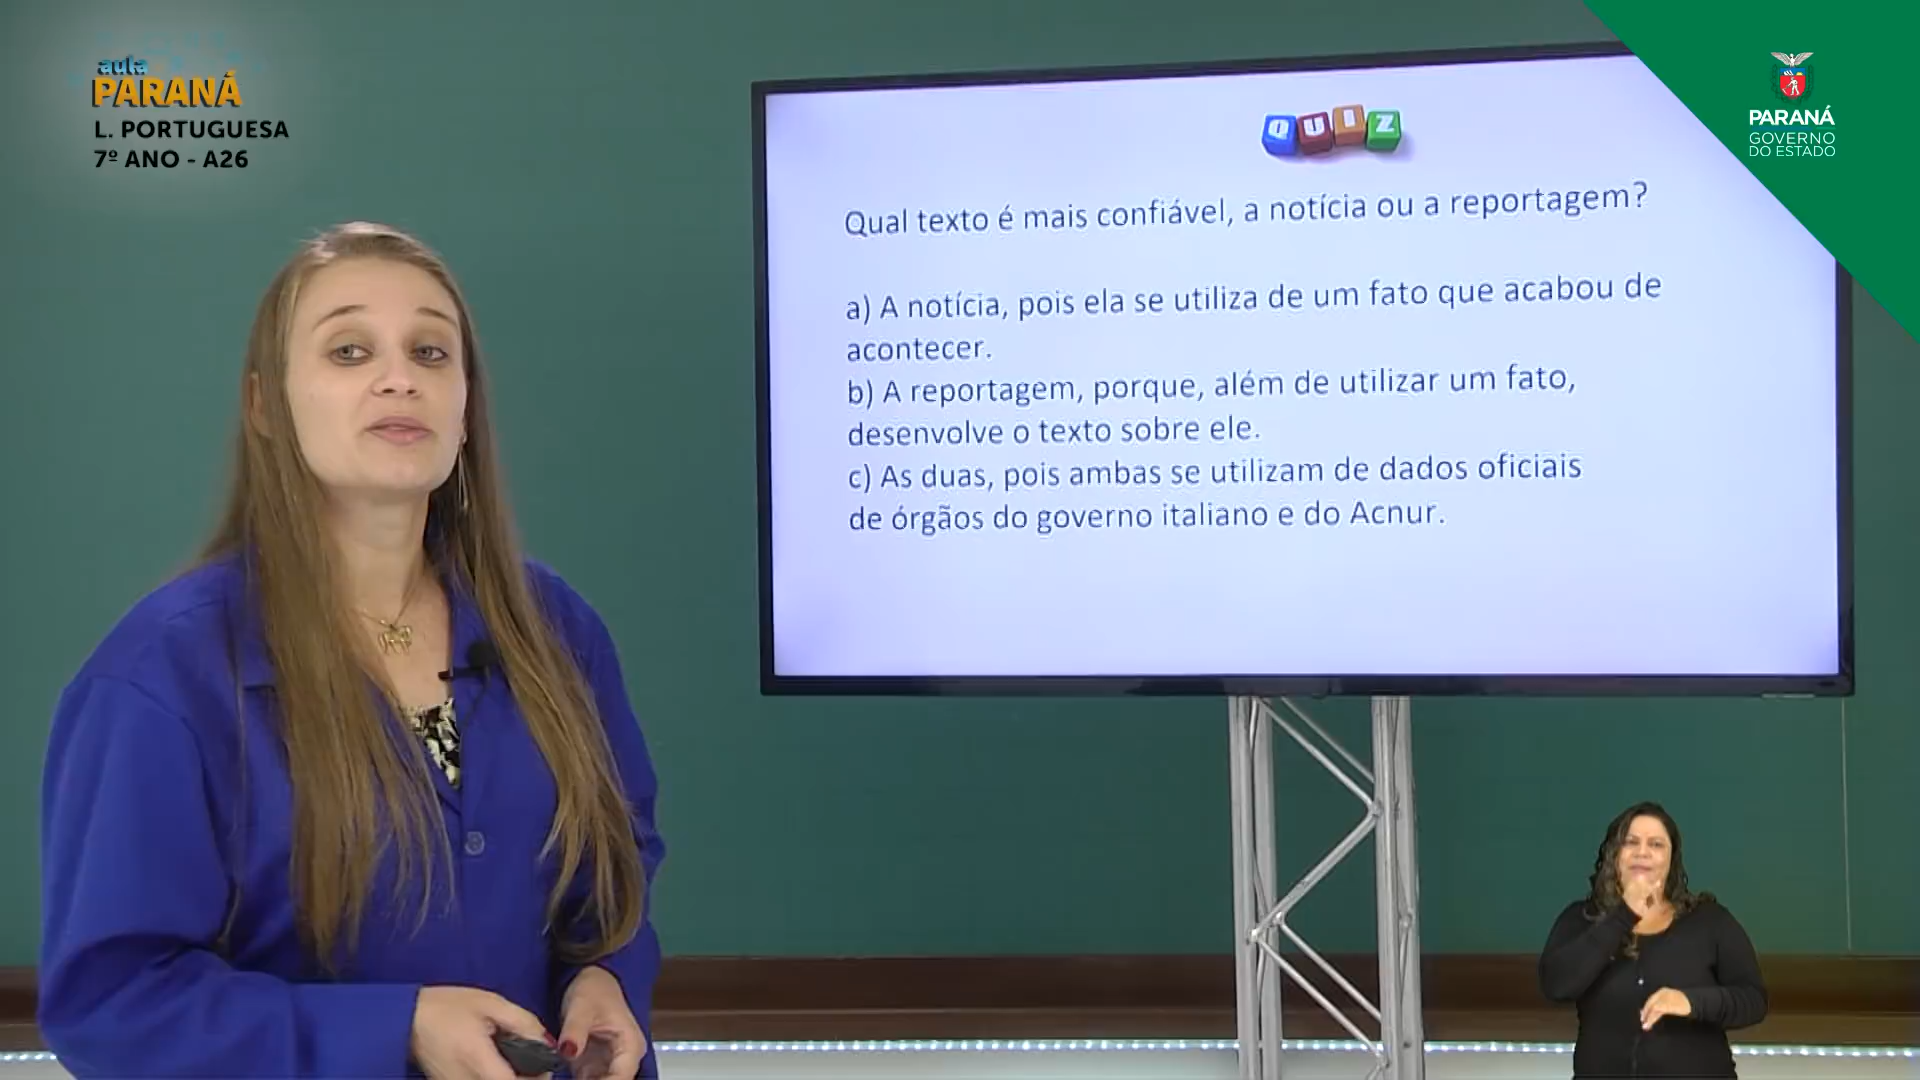 aula
PARANÁ
L. PORTUGUESA
7º ANO - A26
PARANÁ
GOVERNO
DO ESTADO
QUIZ
Qual texto é mais confiável, a notícia ou a reportagem?
a) A notícia, pois ela se utiliza de um fato que acabou de
acontecer.
b) A reportagem, porque, além de utilizar um fato,
desenvolve o texto sobre ele.
c) As duas, pois ambas se utilizam de dados oficiais
de órgãos do governo italiano e do Acnur.